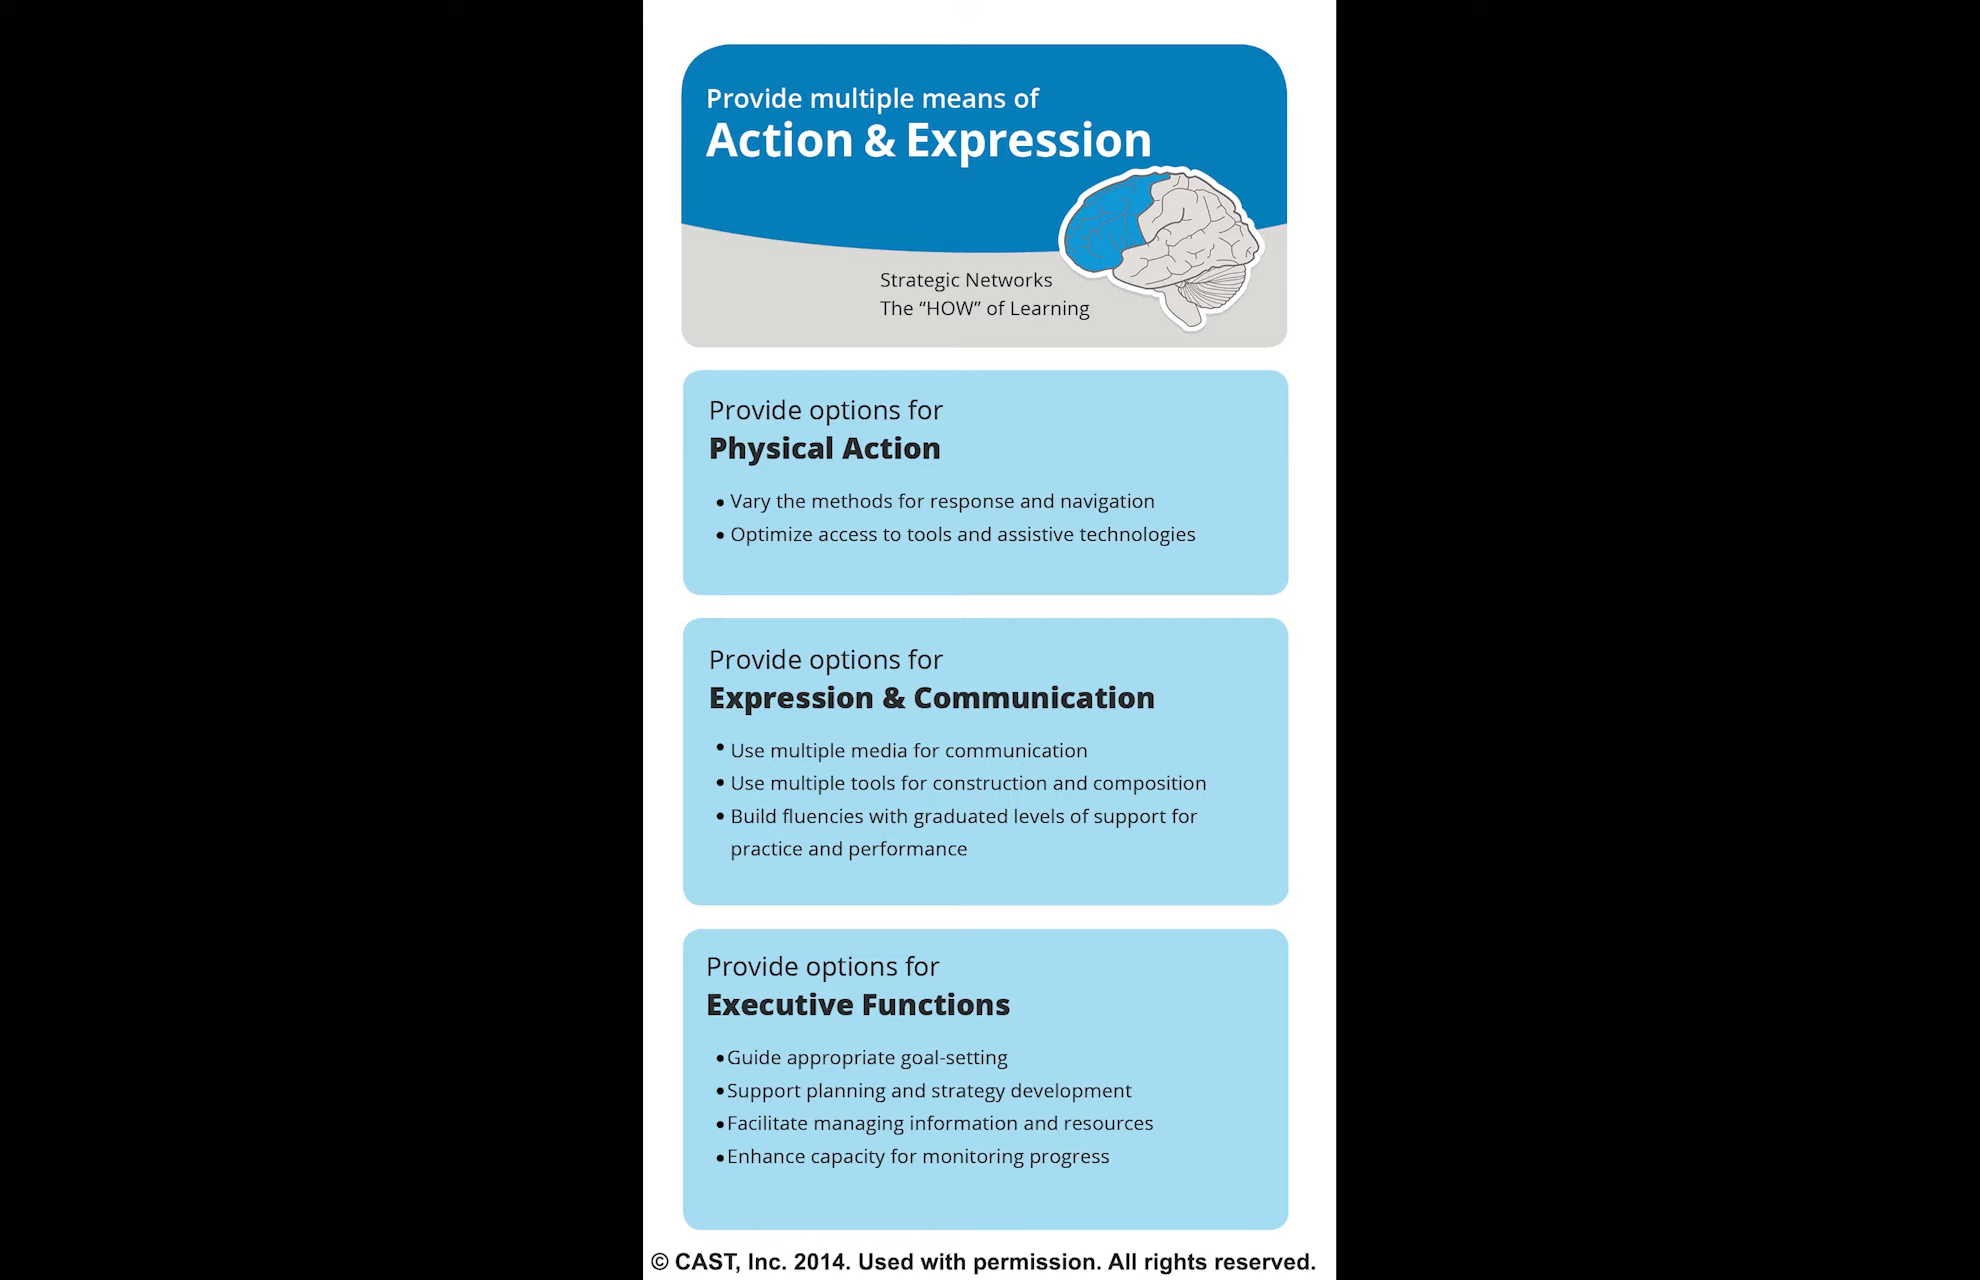 Provide multiple means of
Action & Expression
Strategic Networks
The “HOW” of Learning
Provide options for
Physical Action
• Vary the methods for response and navigation
• Optimize access to tools and assistive technologies
Provide options for
Expression & Communication
• Use multiple media for communication
• Use multiple tools for construction and composition
• Build fluencies with graduated levels of support for
practice and performance
Provide options for
Executive Functions
• Guide appropriate goal-setting
• Support planning and strategy development
• Facilitate managing information and resources
• Enhance capacity for monitoring progress
© CAST, Inc. 2014. Used with permission. All rights reserved.